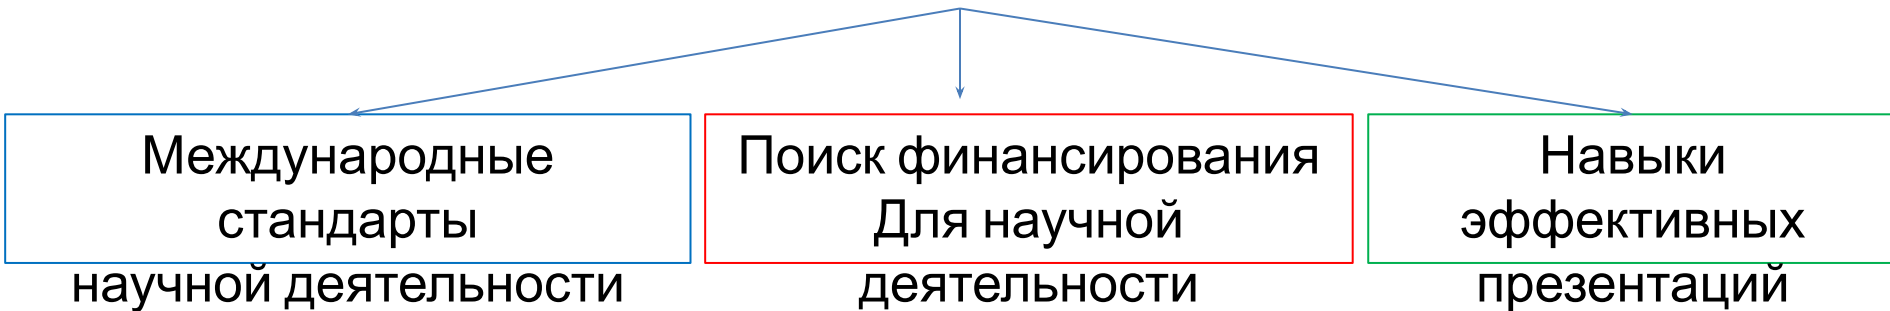 Международные
стандарты
научной деятельности
Поиск финансирования
Для научной
деятельности
Навыки
эффективных
презентаций